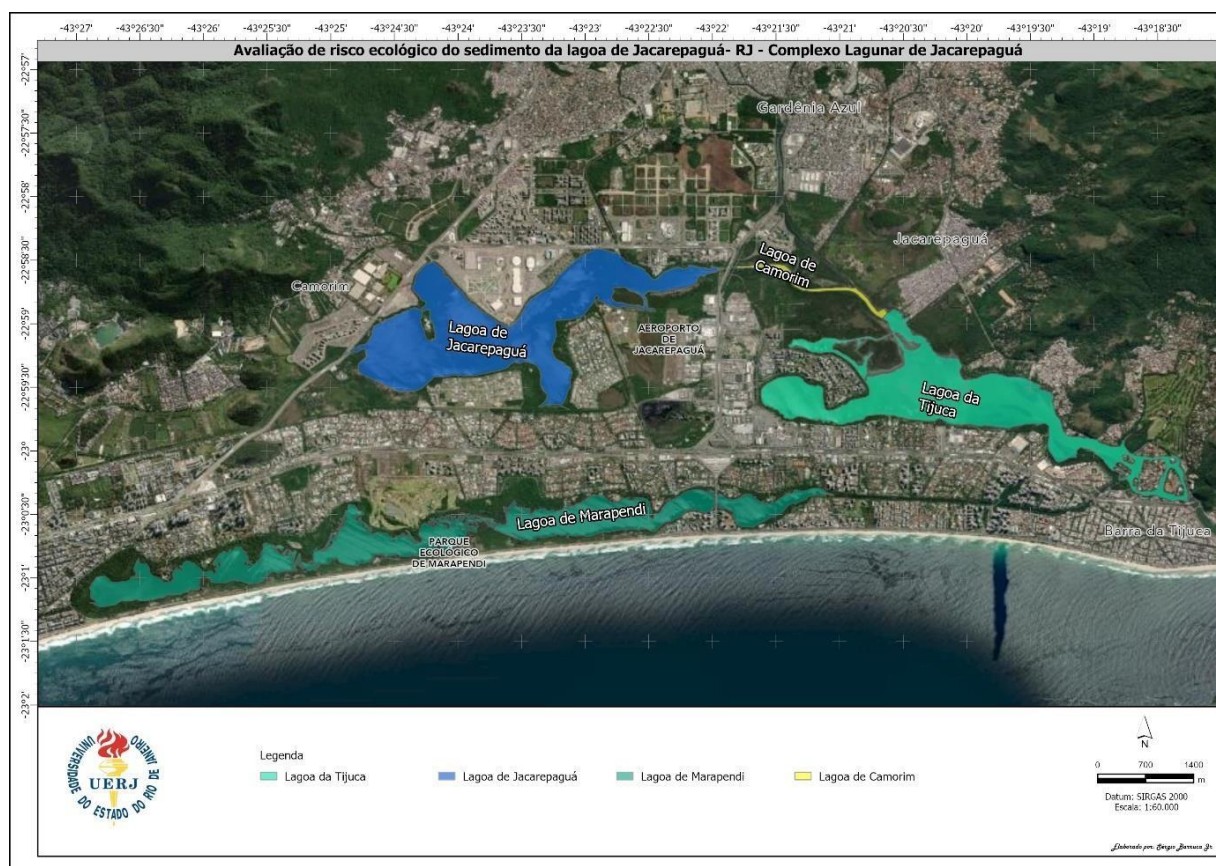 -43°27' -43°26'30" -43°26' -43°25'30" -43°25' -43°24'30" -43°24' -43°23'30" -43°23' -43°22'30" -43°22' -43°21'30" -43°21' -43°20'30" -43°20' -43°19'30" -43°19' -43°18'30"
Avaliação de risco ecológico do sedimento da lagoa de Jacarepaguá- RJ - Complexo Lagunar de Jacarepaguá
-22°57'
-22°57'30"
-22°58'
-22°58'30"
-22°59'
-22°59'30"
-23°
-23°0'30"
-23°1'
-23°1'30"
-23°2'
Gardênia Azul
Jacarepaguá
Lagoa de
Camorim
Camorim
Lagoa de
Jacarepaguá
AEROPORTO
DE
JACAREPAGUÁ
Lagoa da
Tijuca
Lagoa de Marapendi
PARQUE
ECOLÓGICO
DE MARAPENDI
Barra da Tijuca
UNIVERSIDADE DO ESTADO DO RIO DE JANEIRO
UERJ
Legenda
Lagoa da Tijuca
Lagoa de Jacarepaguá
Lagoa de Marapendi
Lagoa de Camorim
N
0 700 1400
m
Datum: SIRGAS 2000
Escala: 1:60.000
Elaborado por: Sérgio Barruca Jr